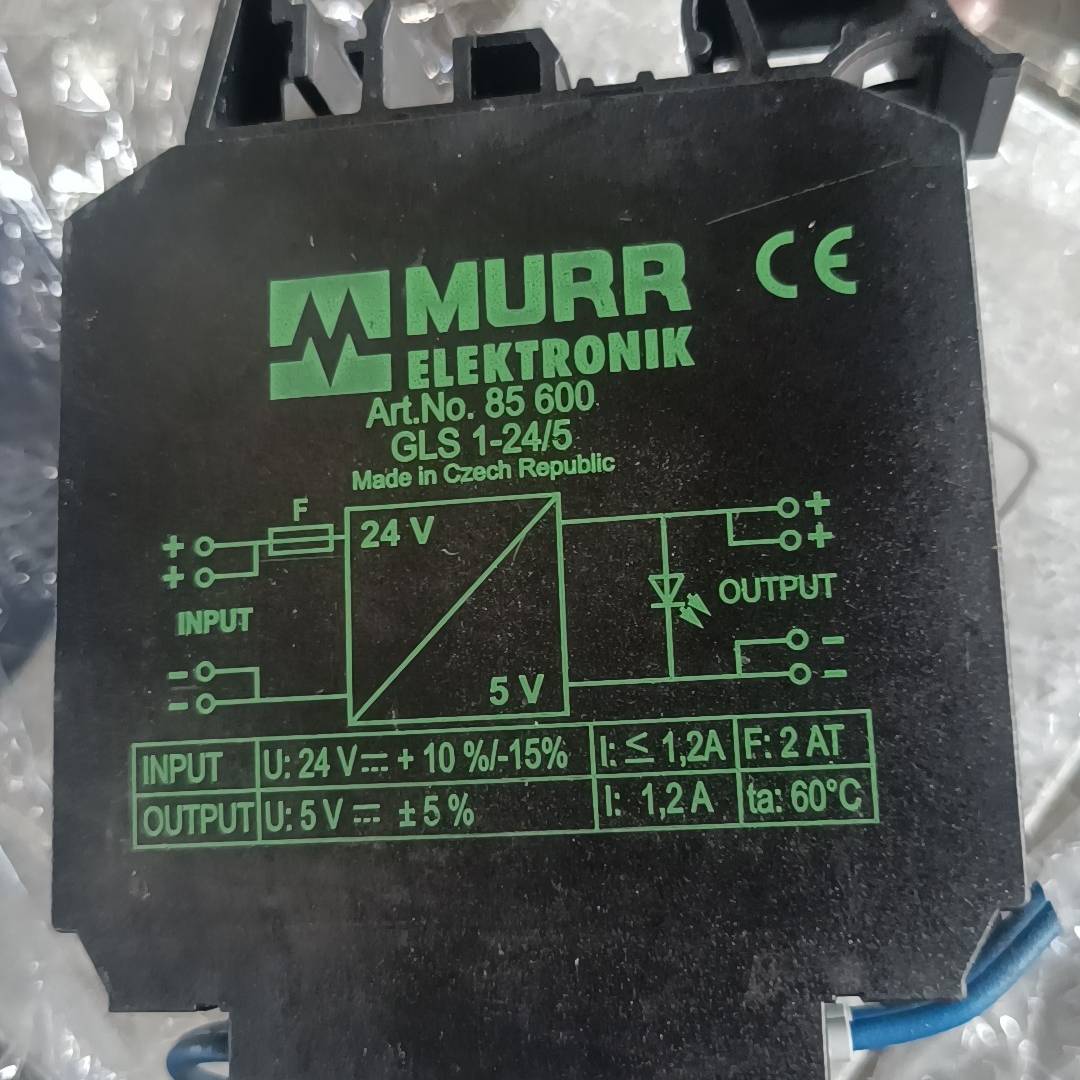 MURR
ELEKTRONIK
CE
Art.No. 85 600
GLS 1-24/5
Made in Czech Republic
F
24 V
+
+
+
+
INPUT
OUTPUT
-
-
-
-
5 V
INPUT U: 24 V⎓ + 10 %/-15% I: ≤ 1,2A F: 2 AT
OUTPUT U: 5 V ⎓ ±5 % I: 1,2 A ta: 60°C